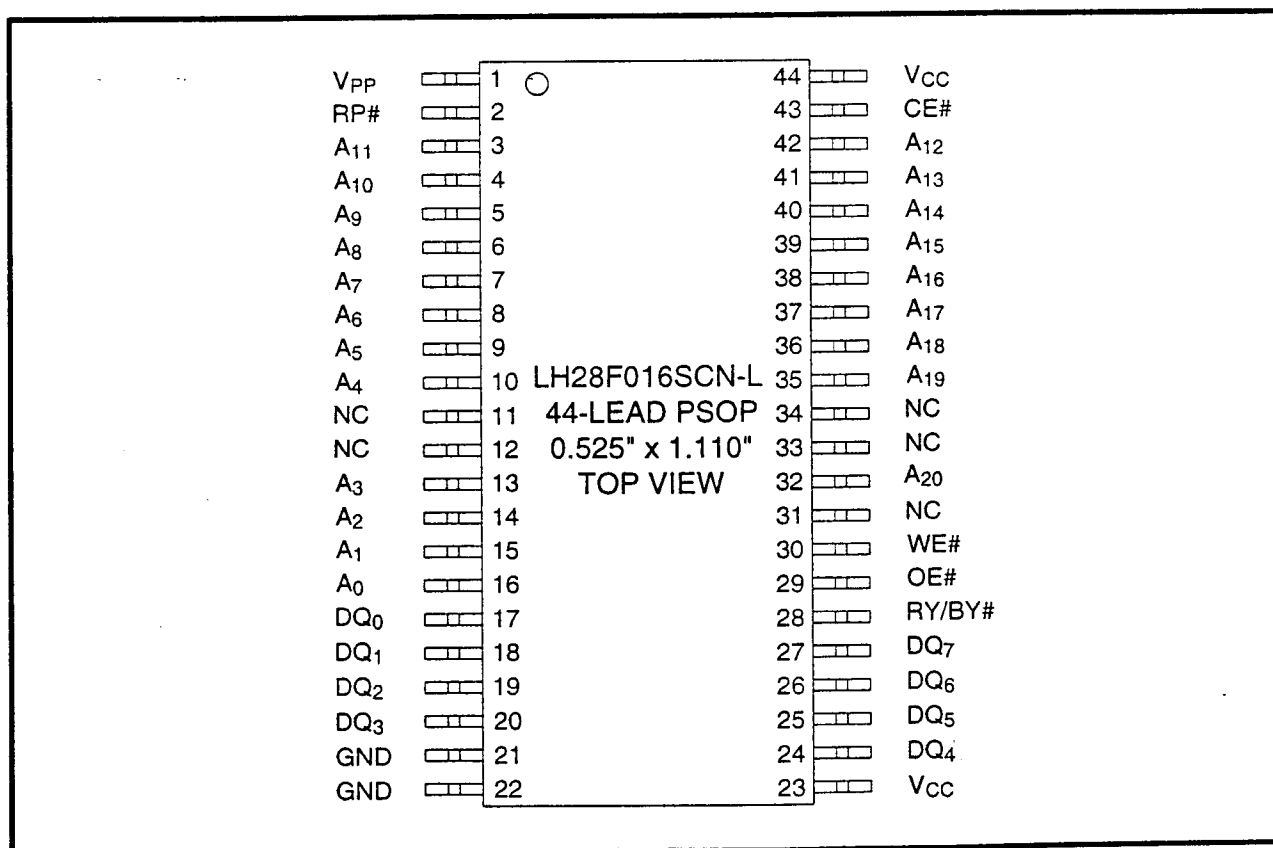 VPP 1 44 VCC
RP# 2 43 CE#
A11 3 42 A12
A10 4 41 A13
A9 5 40 A14
A8 6 39 A15
A7 7 38 A16
A6 8 37 A17
A5 9 36 A18
A4 10 LH28F016SCN-L 35 A19
NC 11 44-LEAD PSOP 34 NC
NC 12 0.525" x 1.110" 33 NC
A3 13 TOP VIEW 32 A20
A2 14 31 NC
A1 15 30 WE#
A0 16 29 OE#
DQ0 17 28 RY/BY#
DQ1 18 27 DQ7
DQ2 19 26 DQ6
DQ3 20 25 DQ5
GND 21 24 DQ4
GND 22 23 VCC